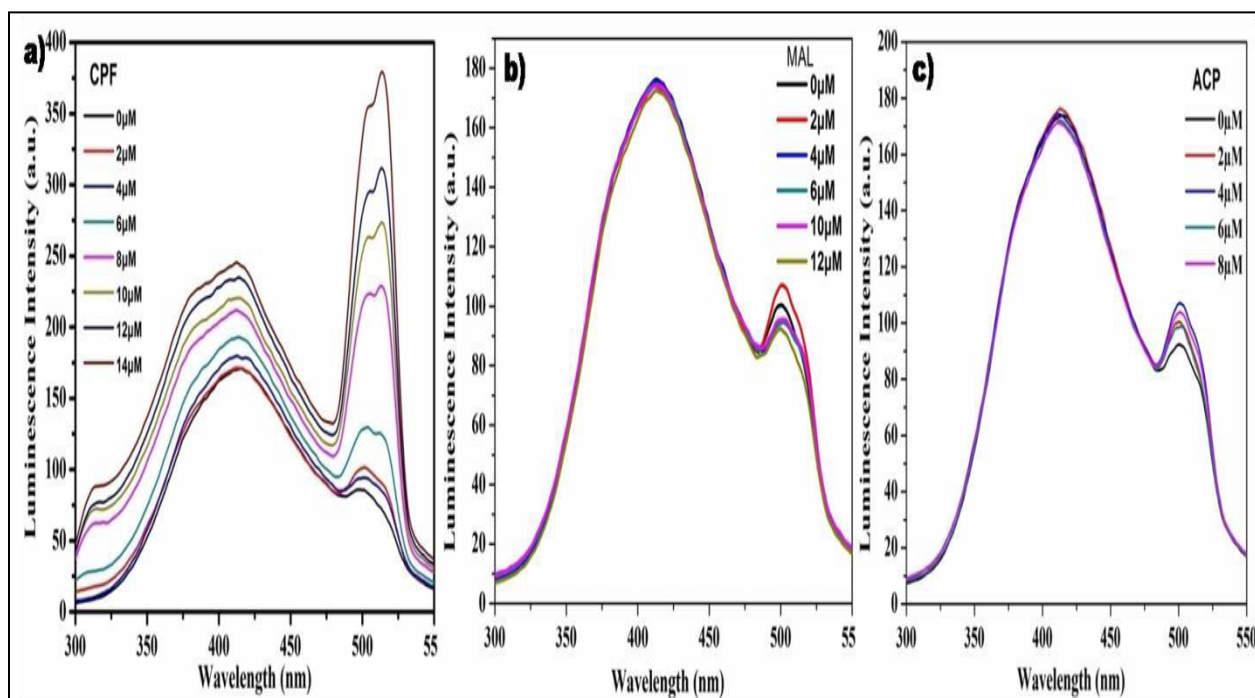 a)
CPF
0µM
2µM
4µM
6µM
8µM
10µM
12µM
14µM
400
350
300
250
200
150
100
50
0
300 350 400 450 500 55
Luminescence Intensity (a.u.)
Wavelength (nm)
b)
MAL
0µM
2µM
4µM
6µM
10µM
12µM
180
160
140
120
100
80
60
40
20
0
300 350 400 450 500 55
Luminescence Intensity (a.u.)
Wavelength (nm)
c)
ACP
0µM
2µM
4µM
6µM
8µM
200
180
160
140
120
100
80
60
40
20
0
300 350 400 450 500 550
Luminescence Intensity (a.u.)
Wavelength (nm)